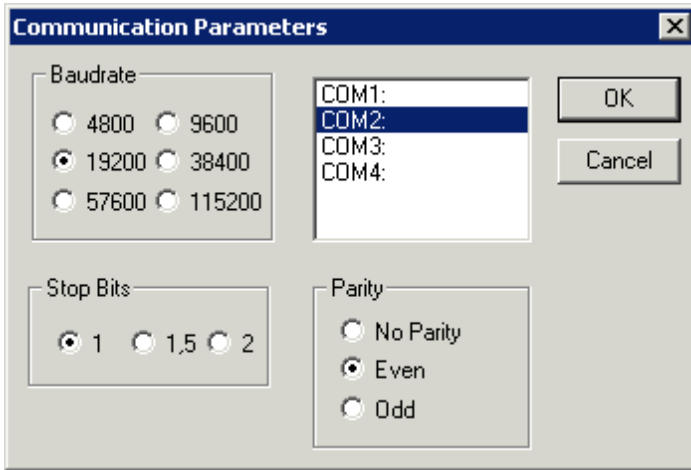 Communication Parameters
Baudrate
4800 9600
19200 38400
57600 115200
COM1:
COM2:
COM3:
COM4:
OK
Cancel
Stop Bits
1 1,5 2
Parity
No Parity
Even
Odd